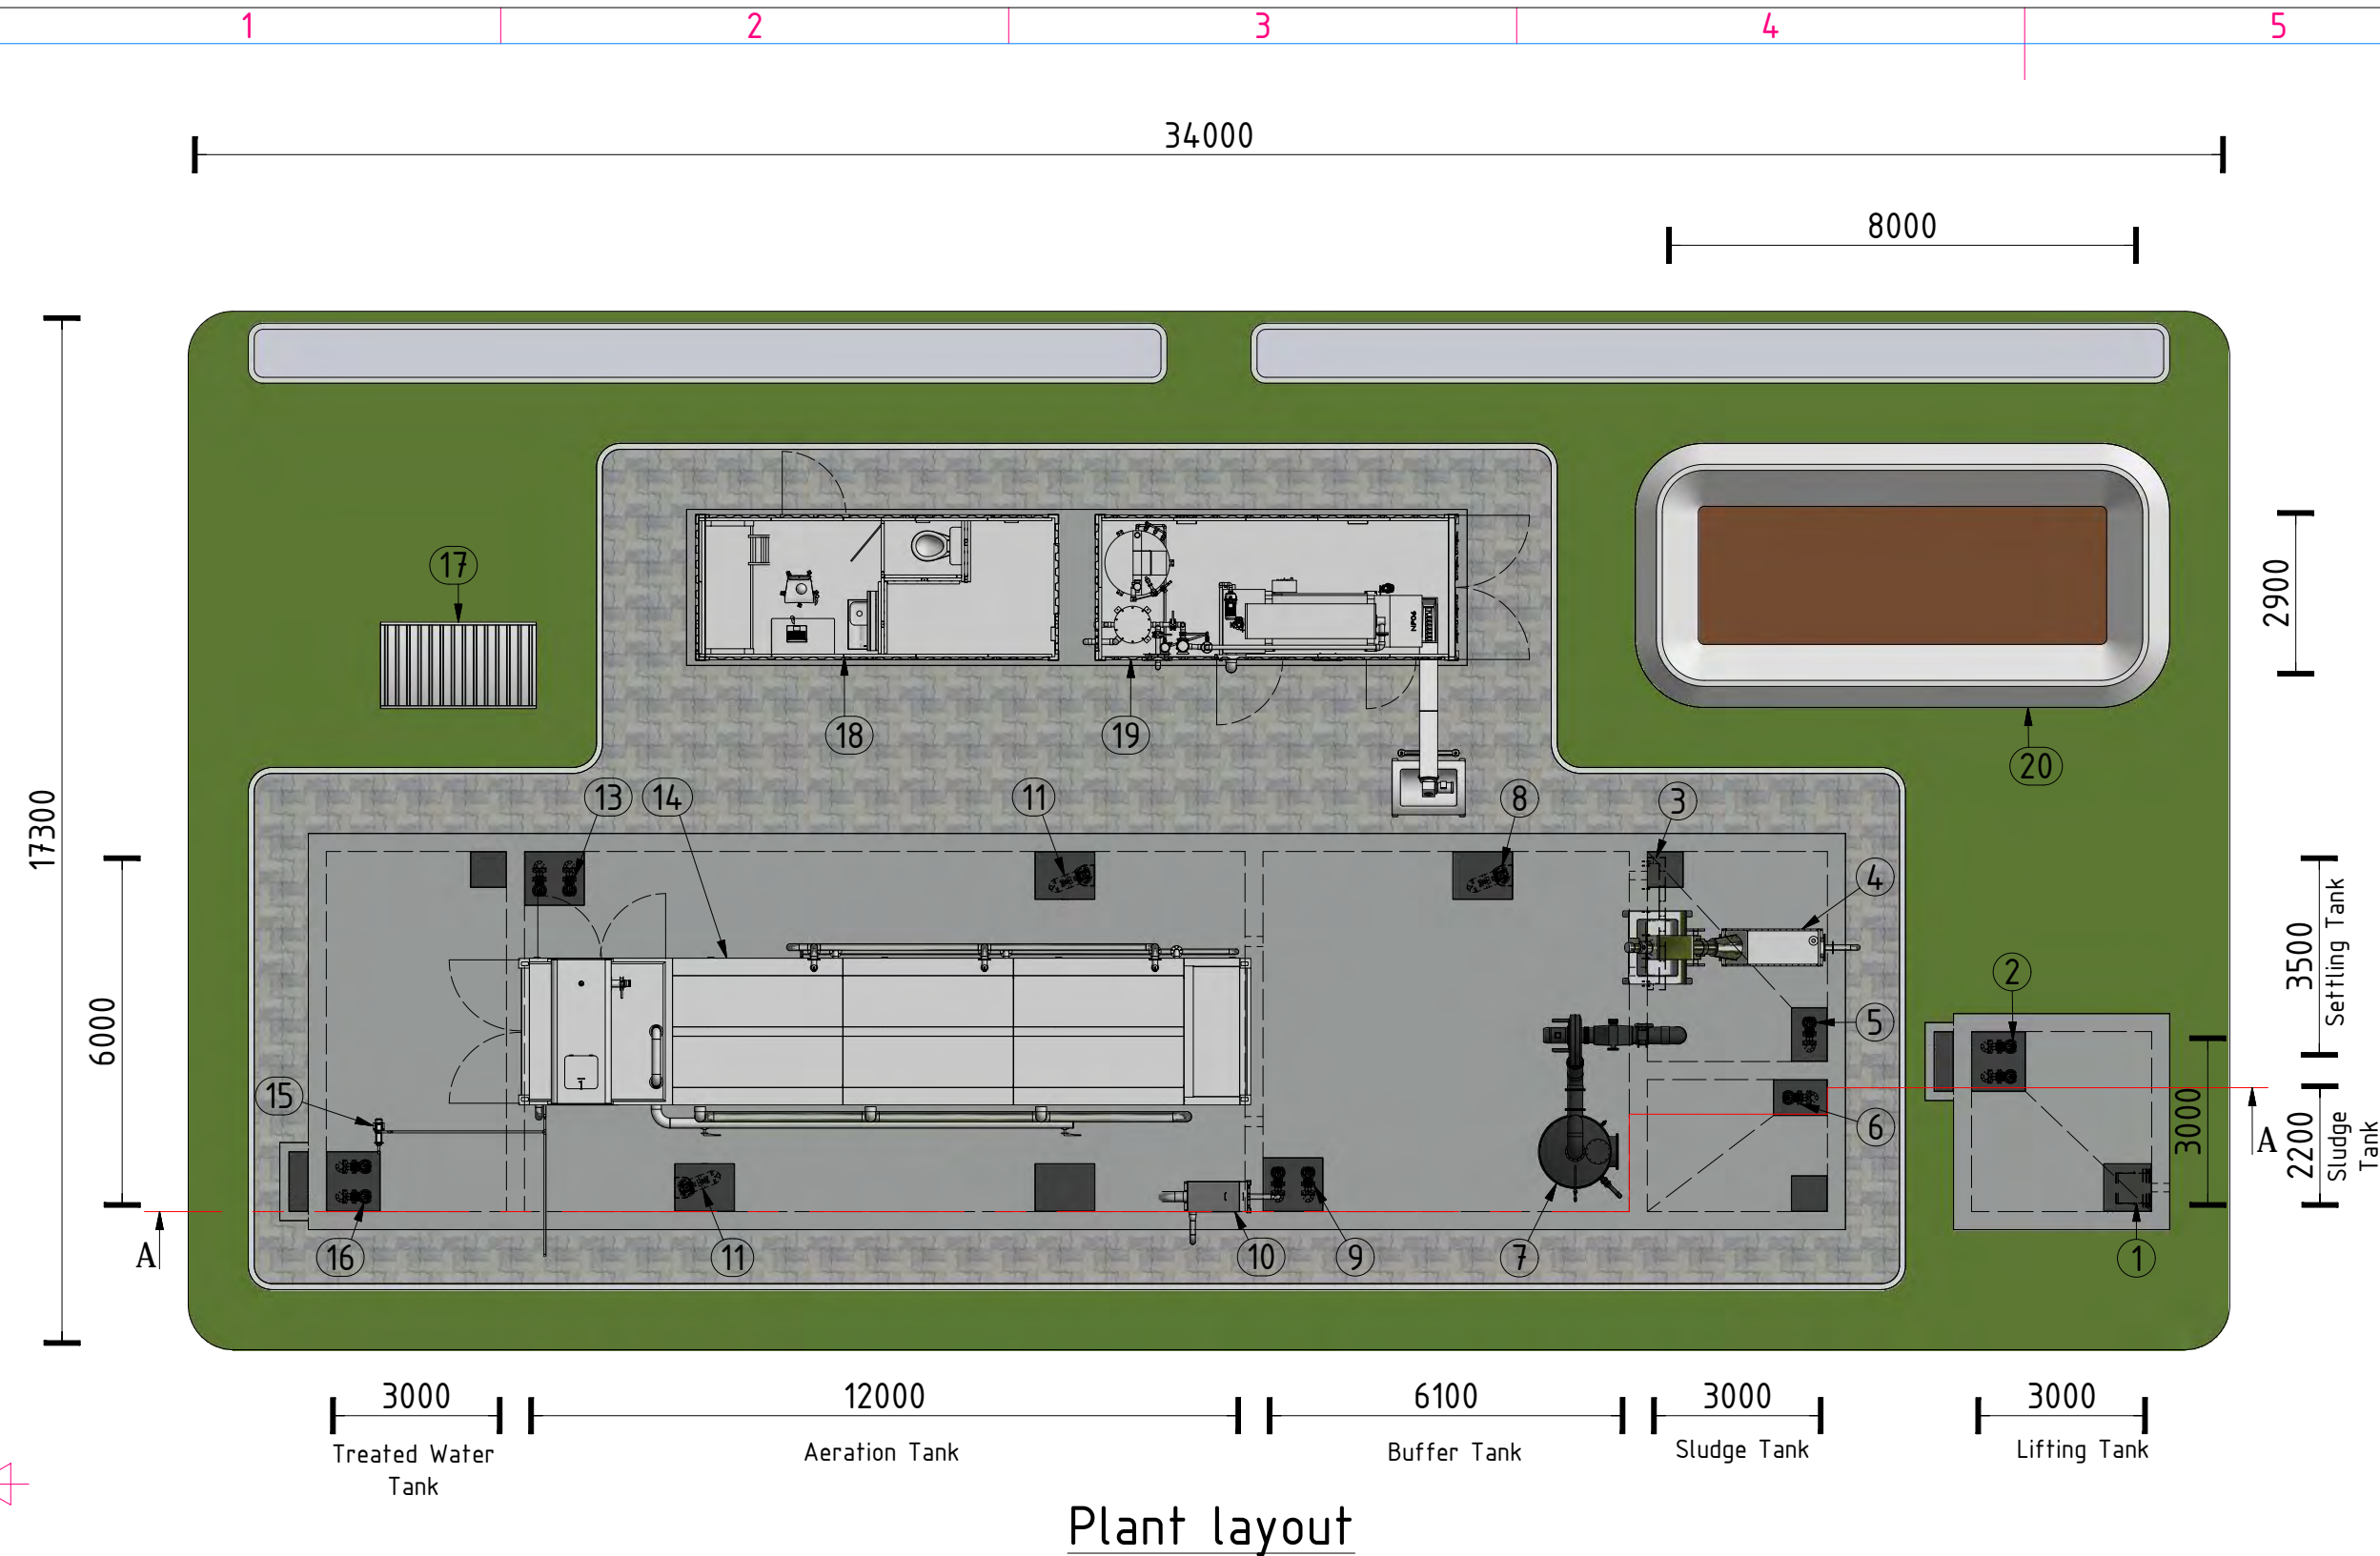 1 2 3 4 5
34000
8000
17300
6000
2900
3500
Settling Tank
2200
Sludge
Tank
3000
17
18
19
20
NP06
13
14
11
8
3
4
5
2
6
15
16
11
10
9
7
1
A
A
3000
Treated Water
Tank
12000
Aeration Tank
6100
Buffer Tank
3000
Sludge Tank
3000
Lifting Tank
Plant layout